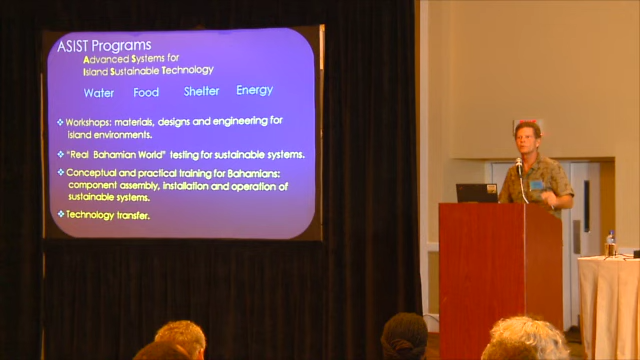 ASIST Programs
Advanced Systems for
Island Sustainable Technology
Water Food Shelter Energy
❖ Workshops: materials, designs and engineering for
island environments.
❖ "Real Bahamian World" testing for sustainable systems.
❖ Conceptual and practical training for Bahamians:
component assembly, installation and operation of
sustainable systems.
❖ Technology transfer.